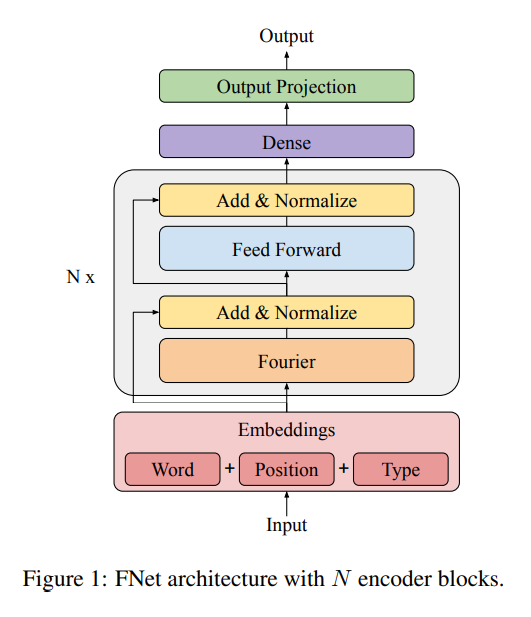 Output
Output Projection
Dense
Add & Normalize
Feed Forward
N x
Add & Normalize
Fourier
Embeddings
Word + Position + Type
Input
Figure 1: FNet architecture with N encoder blocks.